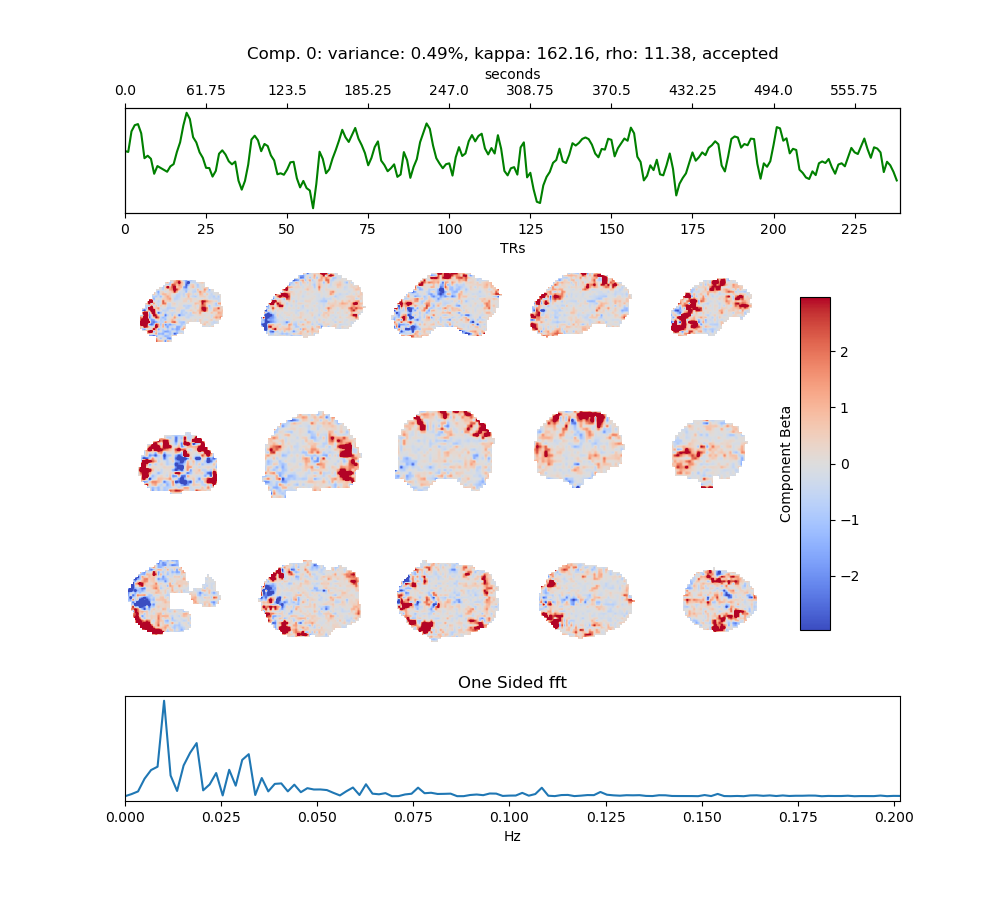 Comp. 0: variance: 0.49%, kappa: 162.16, rho: 11.38, accepted
seconds
0.0 61.75 123.5 185.25 247.0 308.75 370.5 432.25 494.0 555.75
0 25 50 75 100 125 150 175 200 225
TRs
2
1
0
−1
−2
Component Beta
One Sided fft
0.000 0.025 0.050 0.075 0.100 0.125 0.150 0.175 0.200
Hz